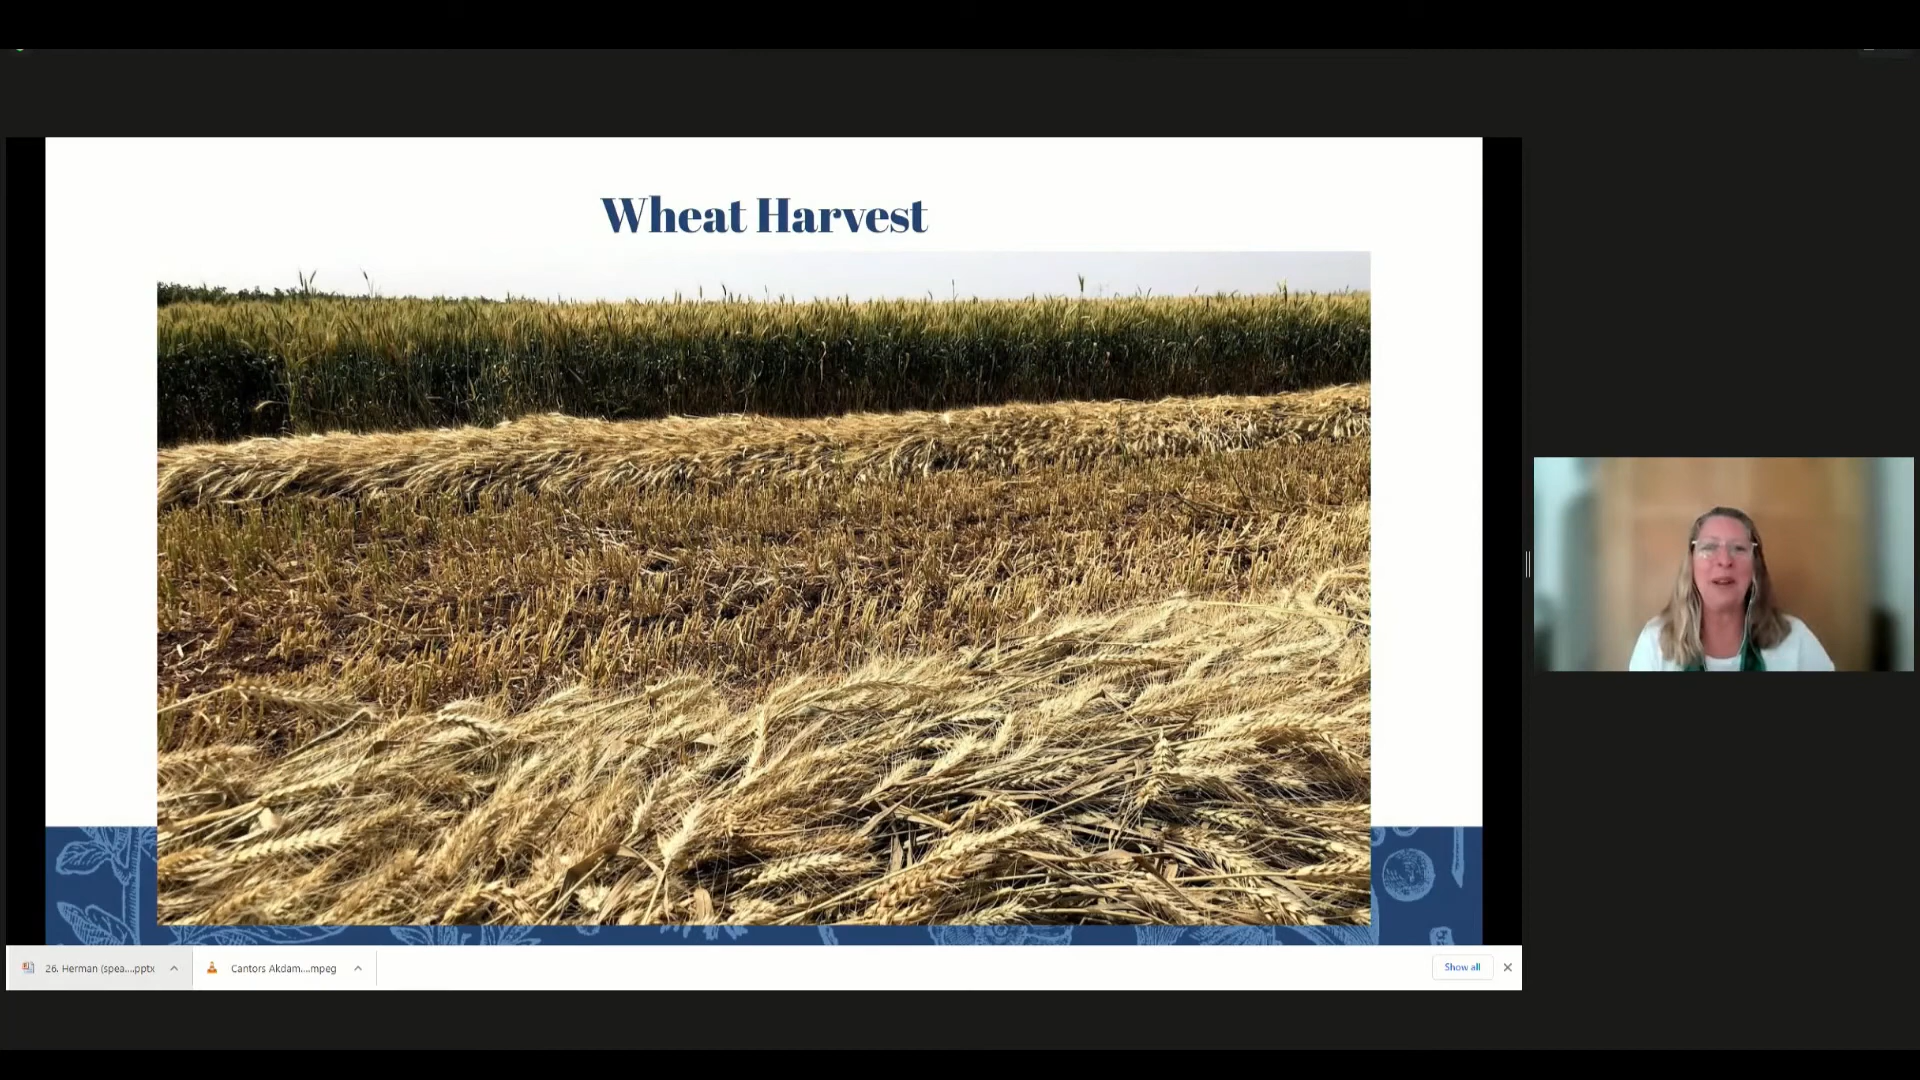 Wheat Harvest
26. Herman (spea....pptx
Cantors Akdam....mpeg
Show all